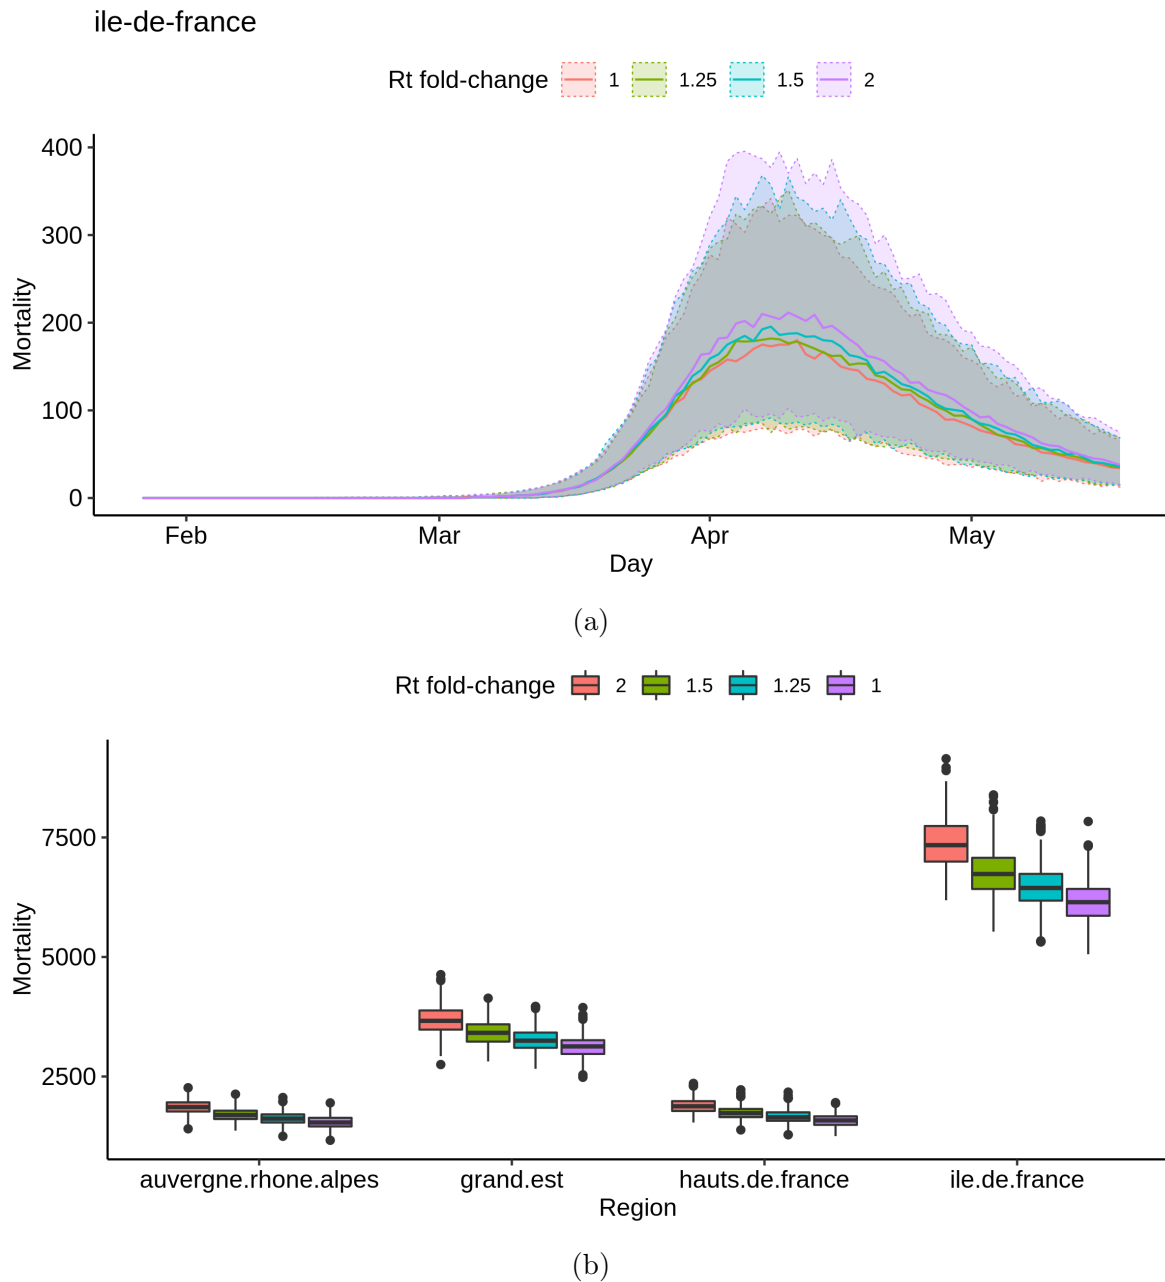 ile-de-france
Rt fold-change 1 1.25 1.5 2
400
300
200
100
0
Mortality
Feb Mar Apr May
Day
(a)
Rt fold-change 2 1.5 1.25 1
7500
5000
2500
Mortality
auvergne.rhone.alpes grand.est hauts.de.france ile.de.france
Region
(b)